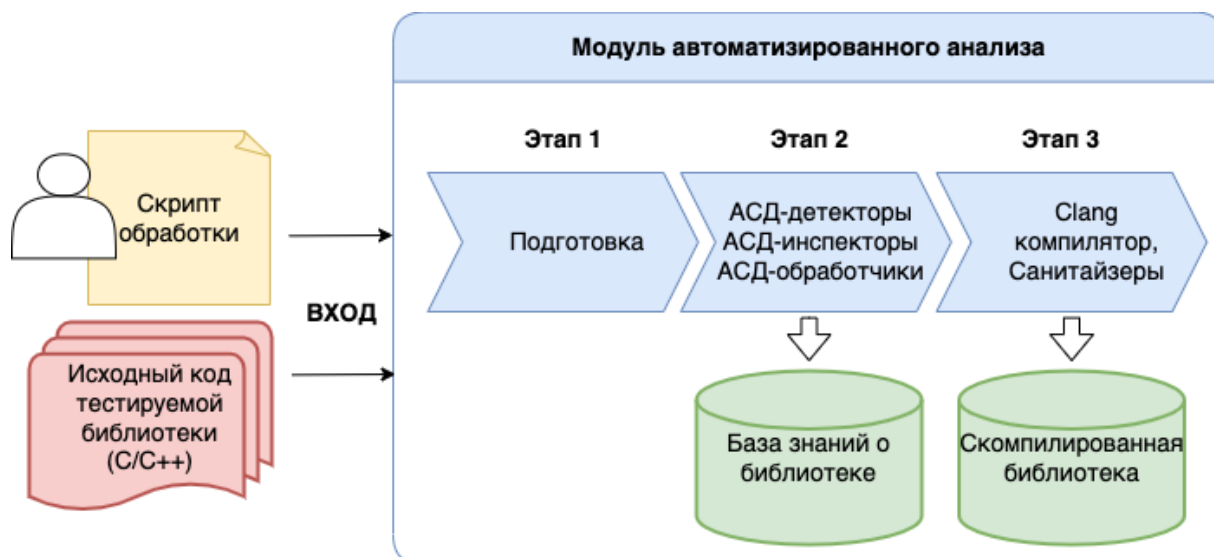 Модуль автоматизированного анализа
Этап 1
Этап 2
Этап 3
Скрипт
обработки
Подготовка
АСД-детекторы
АСД-инспекторы
АСД-обработчики
Clang
компилятор,
Санитайзеры
ВХОД
Исходный код
тестируемой
библиотеки
(C/C++)
База знаний о
библиотеке
Скомпилированная
библиотека